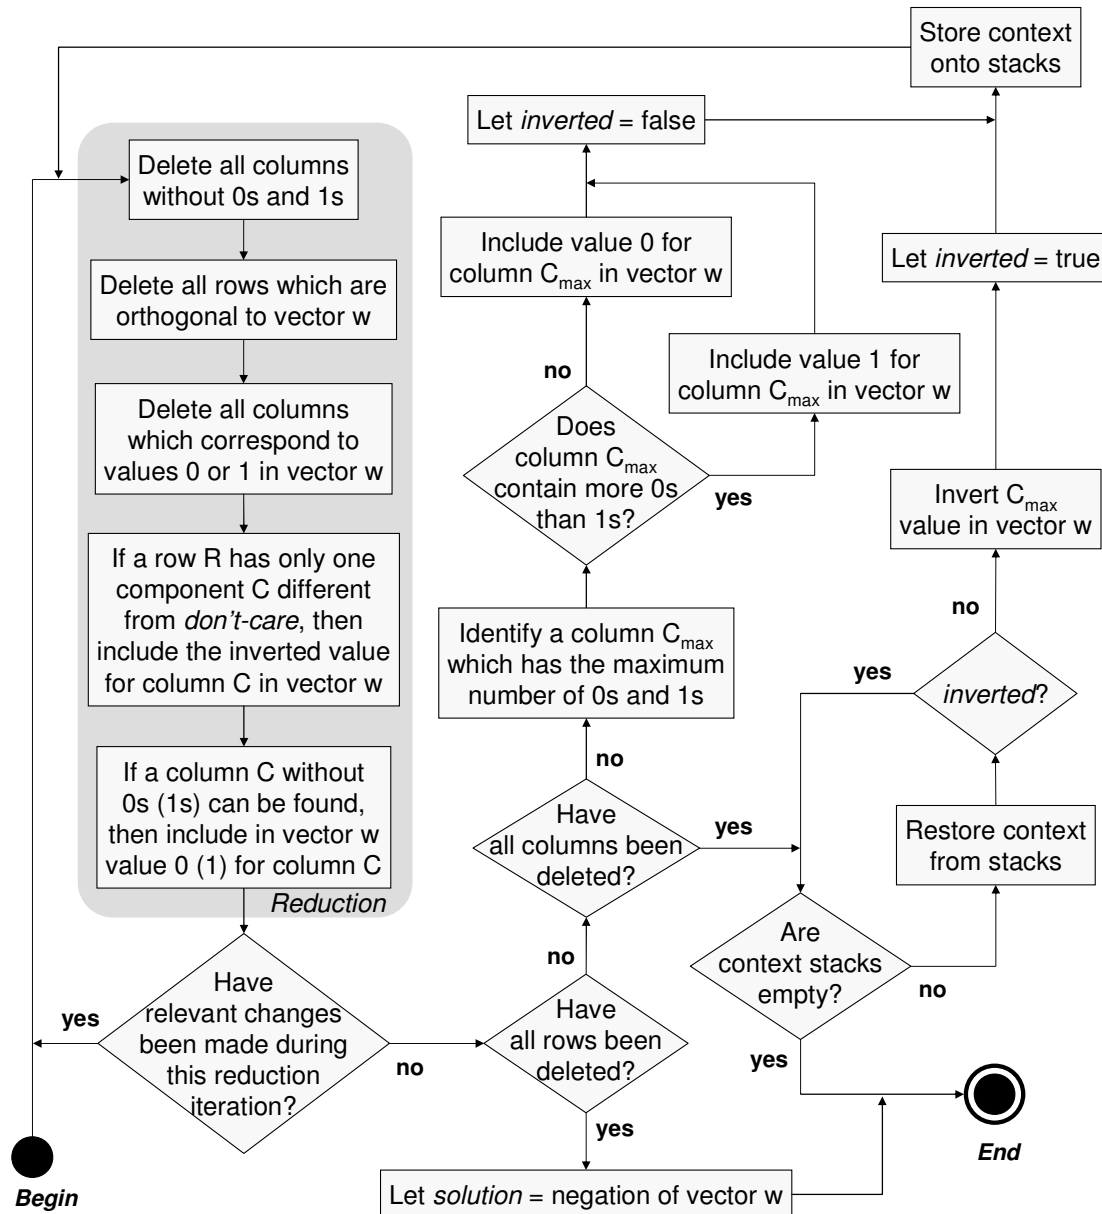 Store context
onto stacks
Let inverted = false
Delete all columns
without 0s and 1s
Include value 0 for
column Cmax in vector w
Let inverted = true
Delete all rows which are
orthogonal to vector w
no
Include value 1 for
column Cmax in vector w
Delete all columns
which correspond to
values 0 or 1 in vector w
Does
column Cmax
contain more 0s
than 1s?
yes
Invert Cmax
value in vector w
If a row R has only one
component C different
from don't-care, then
include the inverted value
for column C in vector w
no
Identify a column Cmax
which has the maximum
number of 0s and 1s
yes
inverted?
no
If a column C without
0s (1s) can be found,
then include in vector w
value 0 (1) for column C
Reduction
Have
all columns been
deleted?
yes
Restore context
from stacks
no
Are
context stacks
empty?
no
yes
Have
relevant changes
been made during
this reduction
iteration?
yes
no
Have
all rows been
deleted?
yes
Let solution = negation of vector w
Begin
End